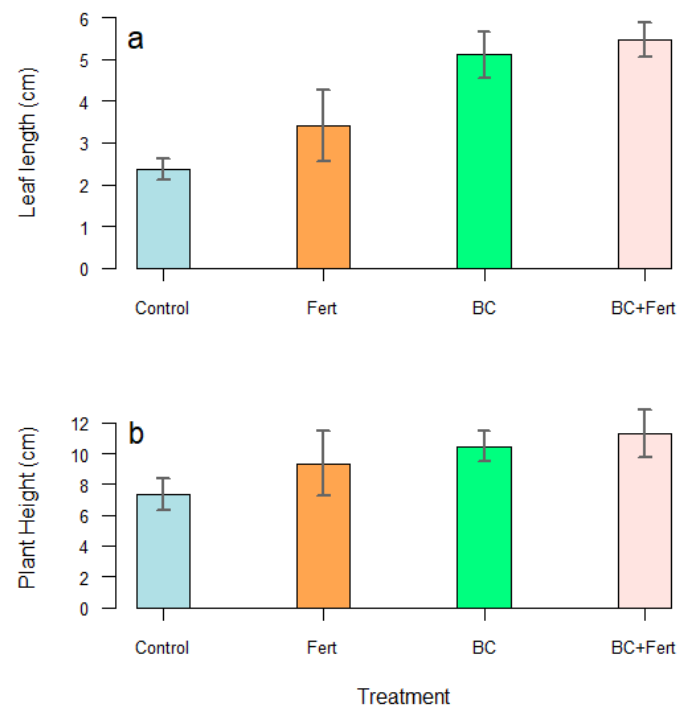 a
Leaf length (cm)
6
5
4
3
2
1
0
Control Fert BC BC+Fert
b
Plant Height (cm)
12
10
8
6
4
2
0
Control Fert BC BC+Fert
Treatment